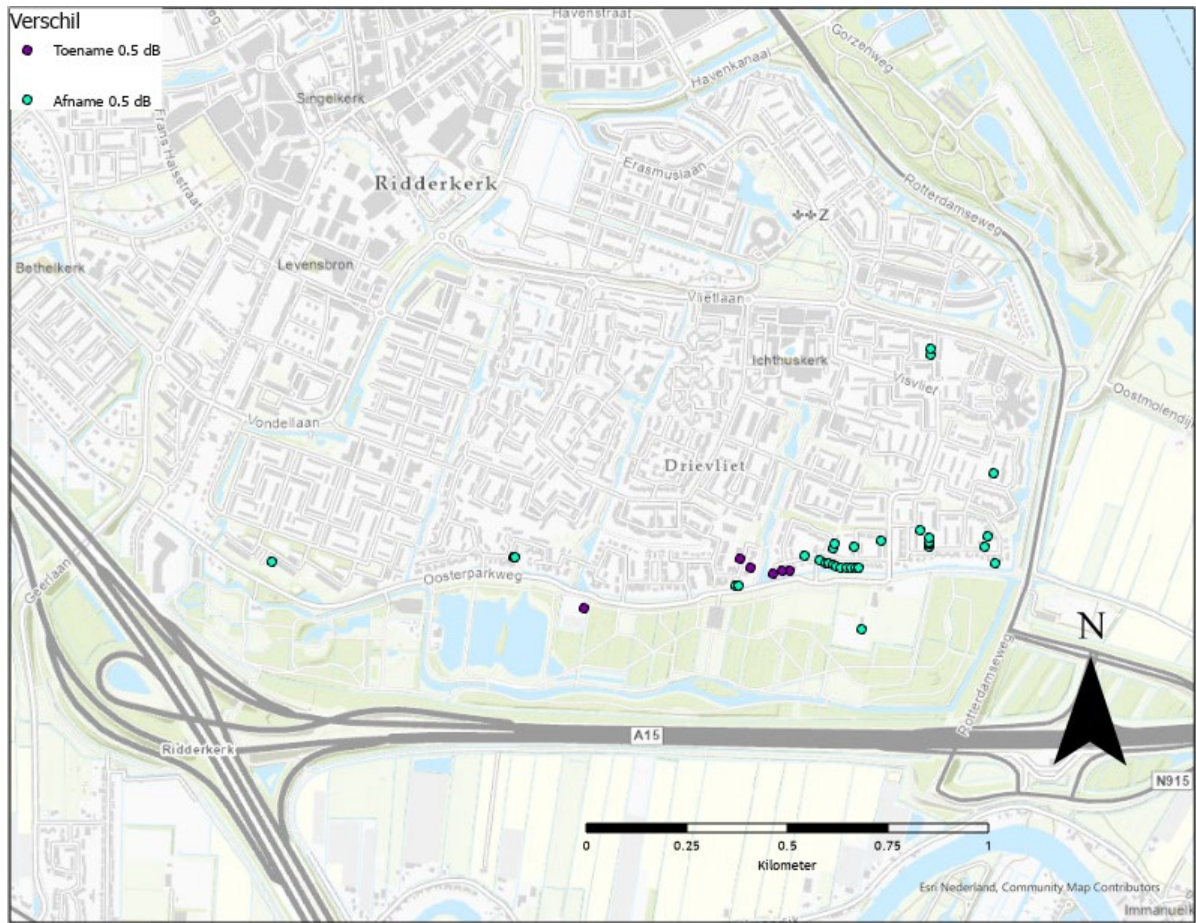 Verschil
Toename 0.5 dB
Afname 0.5 dB
Havenstraat
Gorzenweg
Havenkanaal
Singelkerk
Frans Halsstraat
Erasmuslaan
Ridderkerk
Rotterdamseweg
Z
Bethelkerk
Levensbron
Vlietlaan
Ichthuskerk
Visvliet
Oostmolendij
Vondellaan
Drievliet
Geerlaan
Oosterparkweg
N
Rotterdamseweg
A15
Ridderkerk
N915
0 0.25 0.5 0.75 1
Kilometer
Esri Nederland, Community Map Contributors